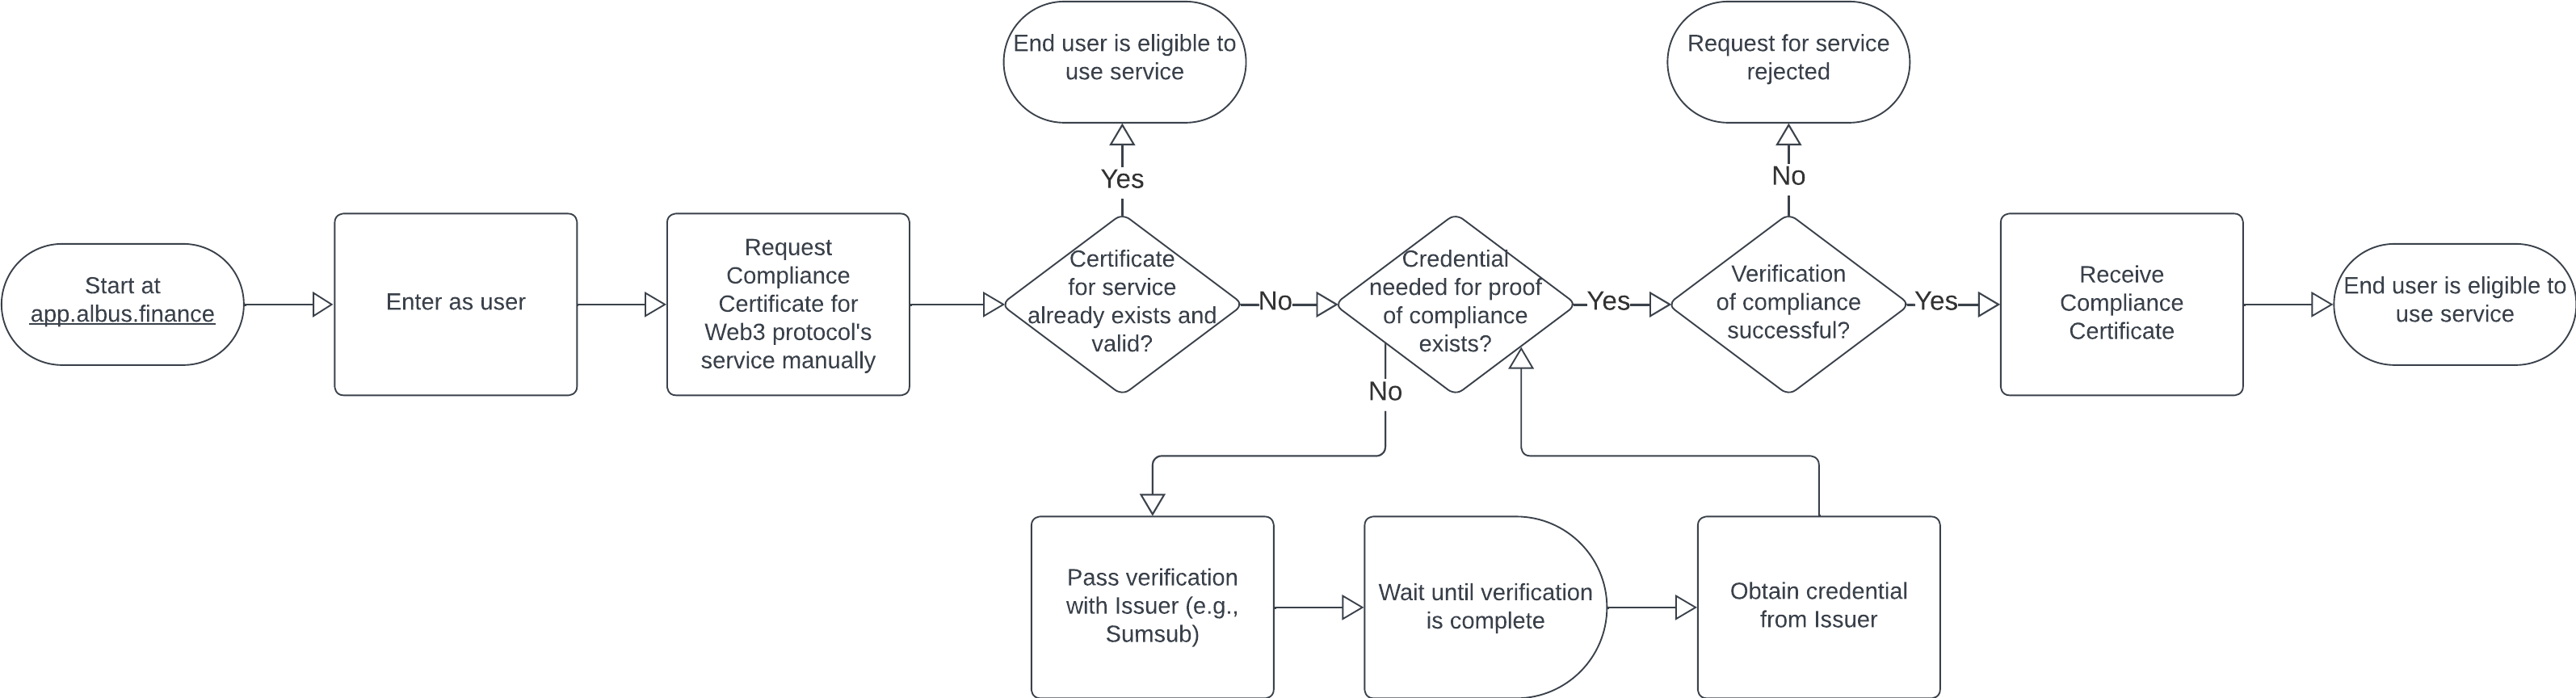 Start at
app.albus.finance
Enter as user
Request
Compliance
Certificate for
Web3 protocol's
service manually
Certificate
for service
already exists and
valid?
Yes
End user is eligible to
use service
No
Credential
needed for proof
of compliance
exists?
No
Pass verification
with Issuer (e.g.,
Sumsub)
Wait until verification
is complete
Obtain credential
from Issuer
Yes
Verification
of compliance
successful?
No
Request for service
rejected
Yes
Receive
Compliance
Certificate
End user is eligible to
use service